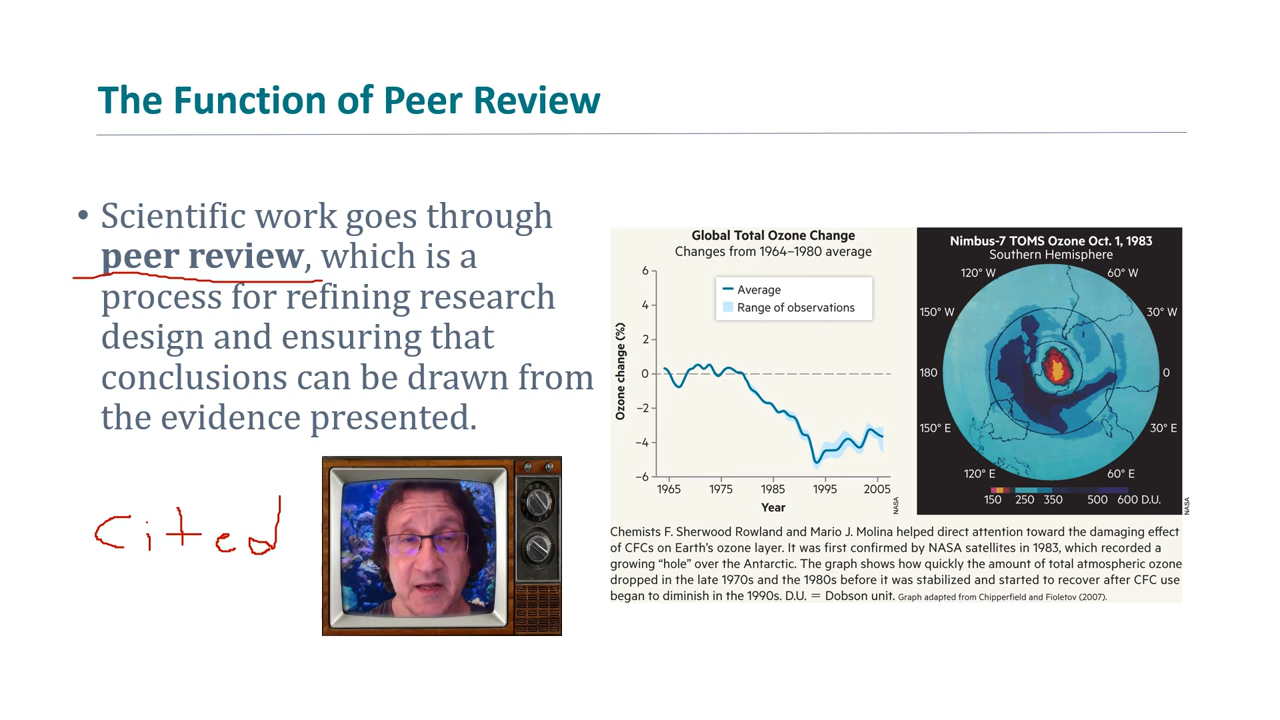 The Function of Peer Review
• Scientific work goes through
peer review, which is a
process for refining research
design and ensuring that
conclusions can be drawn from
the evidence presented.
cited
Global Total Ozone Change
Changes from 1964–1980 average
Average
Range of observations
Ozone change (%)
6
4
2
0
−2
−4
−6
1965 1975 1985 1995 2005
Year
NASA
Nimbus-7 TOMS Ozone Oct. 1, 1983
Southern Hemisphere
120° W 60° W
150° W 30° W
180 0
150° E 30° E
120° E 60° E
150 250 350 500 600 D.U.
NASA
Chemists F. Sherwood Rowland and Mario J. Molina helped direct attention toward the damaging effect
of CFCs on Earth's ozone layer. It was first confirmed by NASA satellites in 1983, which recorded a
growing “hole” over the Antarctic. The graph shows how quickly the amount of total atmospheric ozone
dropped in the late 1970s and the 1980s before it was stabilized and started to recover after CFC use
began to diminish in the 1990s. D.U. = Dobson unit. Graph adapted from Chipperfield and Fioletov (2007).